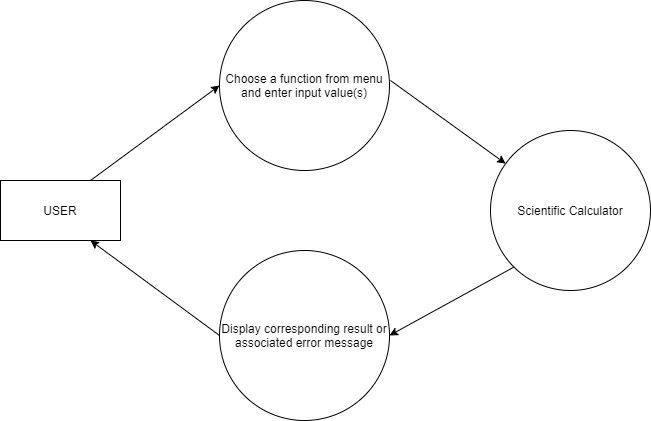 Choose a function from menu
and enter input value(s)
USER
Scientific Calculator
Display corresponding result or
associated error message